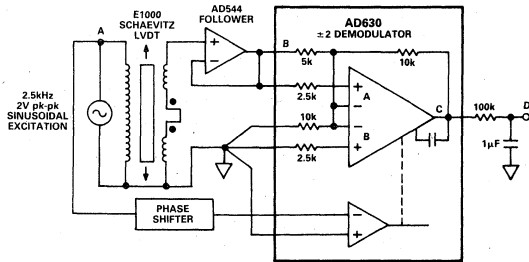 A
E1000
SCHAEVITZ
LVDT
AD544
FOLLOWER
AD630
±2 DEMODULATOR
B
5k
10k
2.5k
A
C
100k
D
10k
B
2.5k
1µF
2.5kHz
2V pk-pk
SINUSOIDAL
EXCITATION
PHASE
SHIFTER
+
−
+
−
−
+
−
+